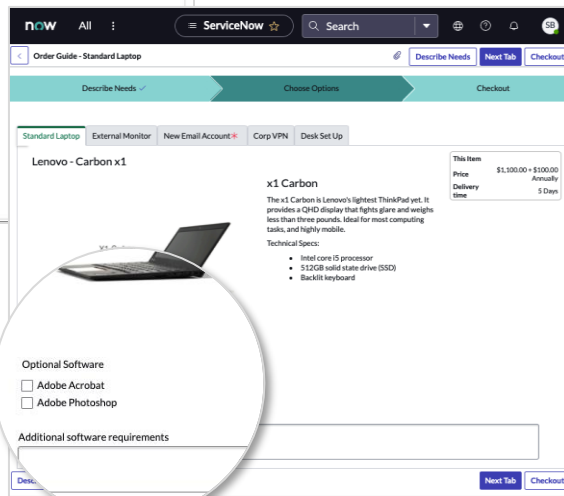 now All ServiceNow Search SB
Order Guide - Standard Laptop Describe Needs Next Tab Checkout
Describe Needs Choose Options Checkout
Standard Laptop External Monitor New Email Account* Corp VPN Desk Set Up
Lenovo - Carbon x1
This Item
Price $1,100.00 + $100.00
Annually
Delivery
time 5 Days
x1 Carbon
The x1 Carbon is Lenovo's lightest ThinkPad yet. It
provides a QHD display that fights glare and weighs
less than three pounds. Ideal for most computing
tasks, and highly mobile.
Technical Specs:
• Intel core i5 processor
• 512GB solid state drive (SSD)
• Backlit keyboard
Optional Software
Adobe Acrobat
Adobe Photoshop
Additional software requirements
Next Tab Checkout